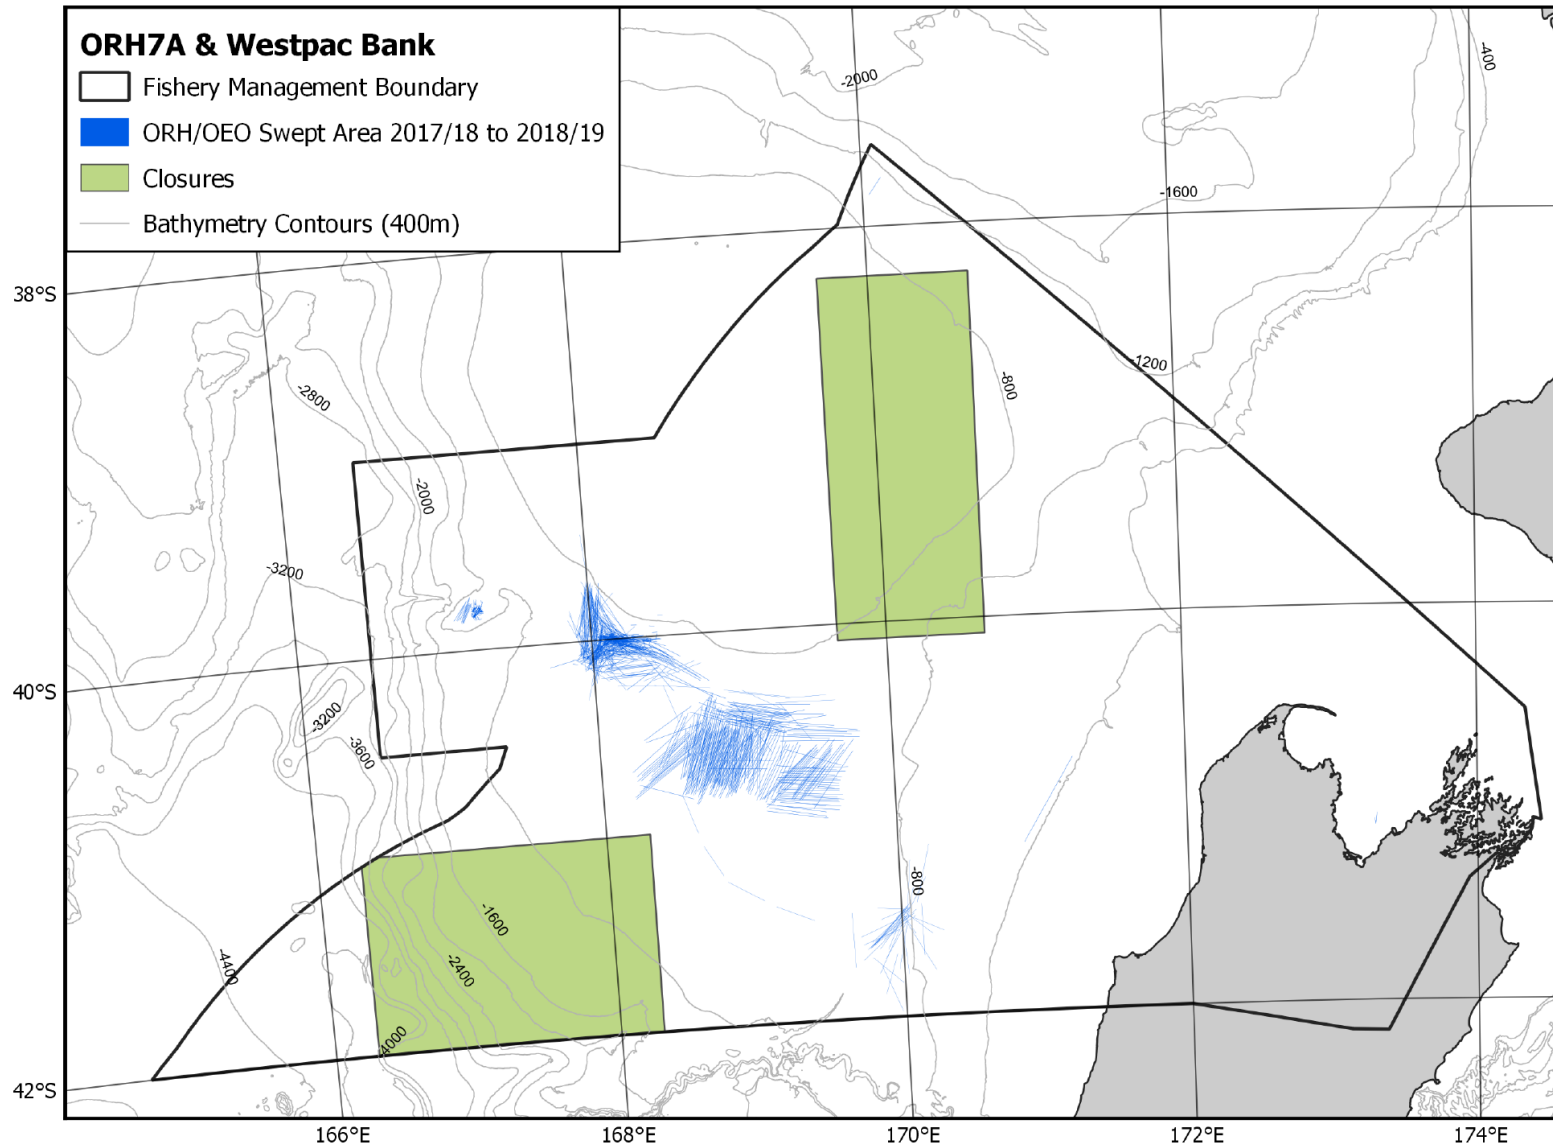 ORH7A & Westpac Bank
Fishery Management Boundary
ORH/OEO Swept Area 2017/18 to 2018/19
Closures
Bathymetry Contours (400m)
-2000
-400
-1600
38°S
-1200
-800
-2800
-2000
-3200
40°S
-3200
-3600
-800
-1600
-4400
-2400
-4000
42°S
166°E
168°E
170°E
172°E
174°E